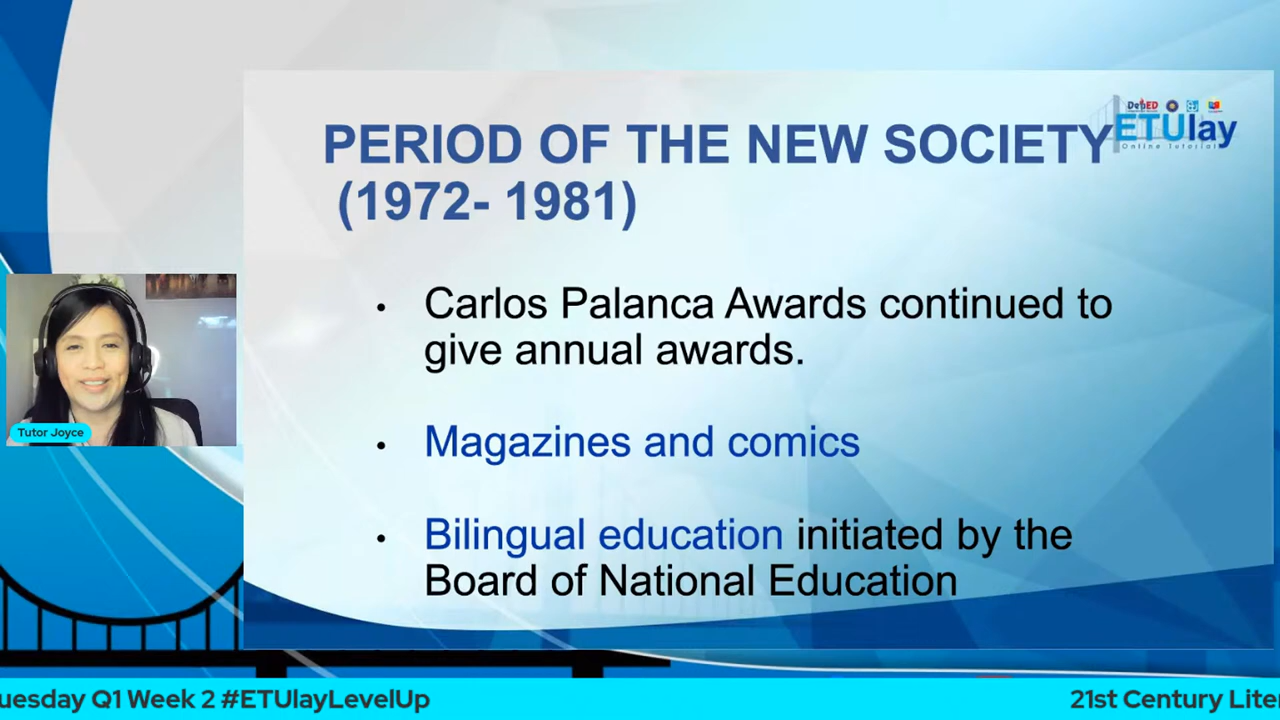 PERIOD OF THE NEW SOCIETY
(1972- 1981)
DepED
ETUlay
Online Tutorial
• Carlos Palanca Awards continued to
give annual awards.
• Magazines and comics
• Bilingual education initiated by the
Board of National Education
Tutor Joyce
uesday Q1 Week 2 #ETUlayLevelUp
21st Century Liter